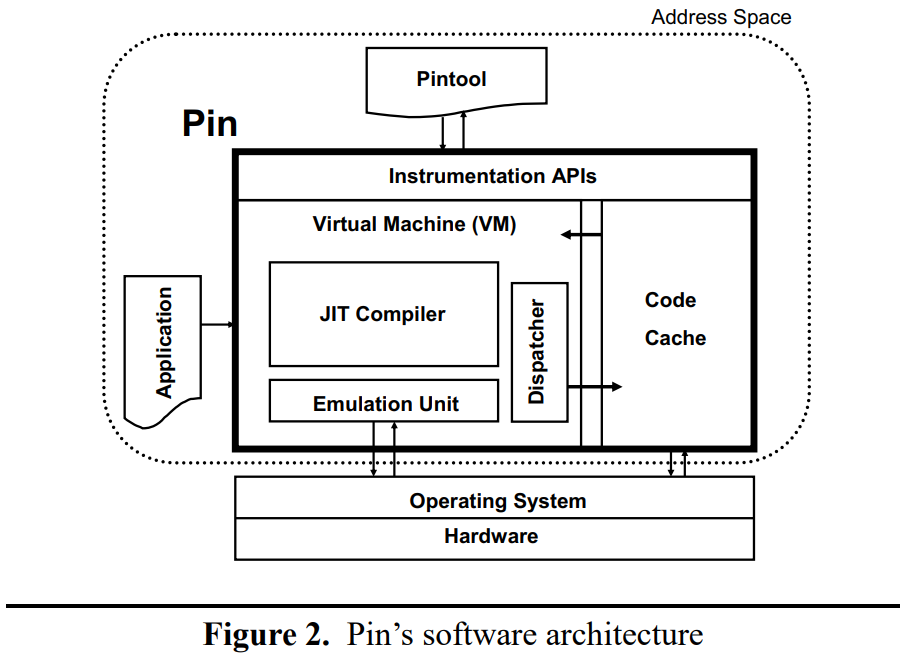 Address Space
Pintool
Pin
Instrumentation APIs
Virtual Machine (VM)
JIT Compiler
Emulation Unit
Dispatcher
Code
Cache
Application
Operating System
Hardware
Figure 2. Pin's software architecture